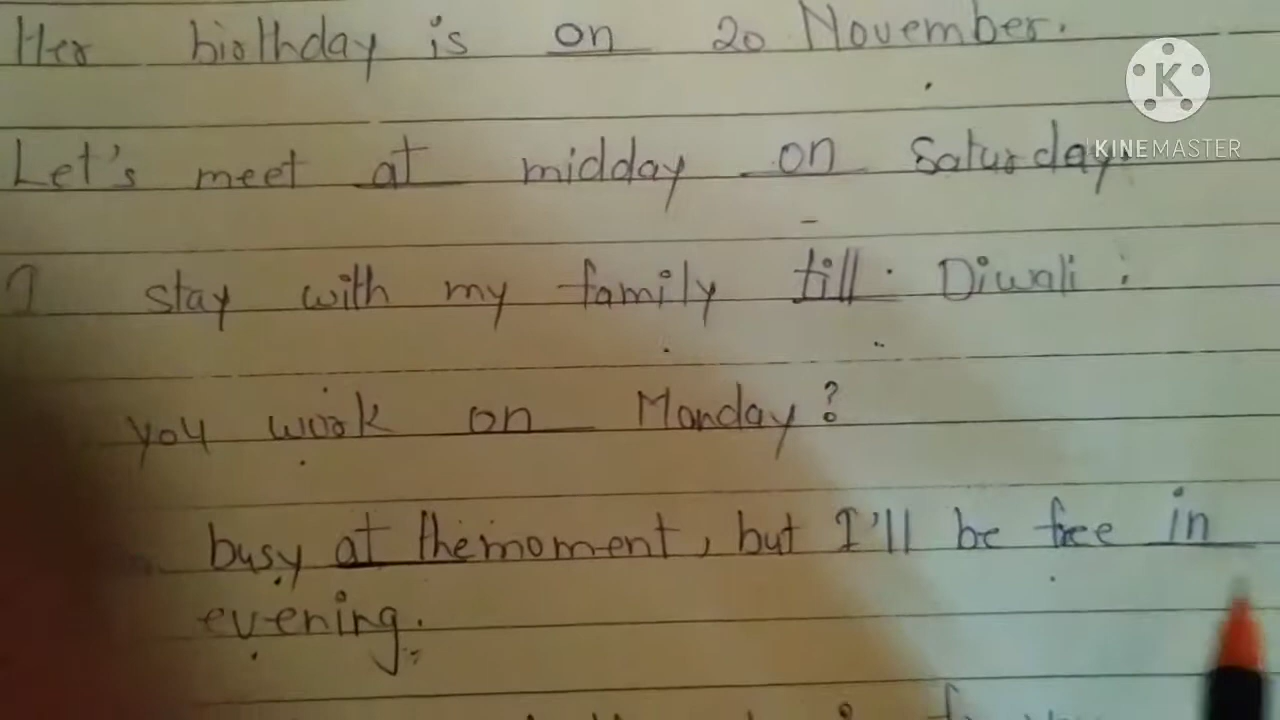 Her birthday is on 20 November.
K
KINEMASTER
Let's meet at midday on Saturday.
I stay with my family till Diwali.
you work on Monday?
busy at the moment, but I'll be free in
evening.